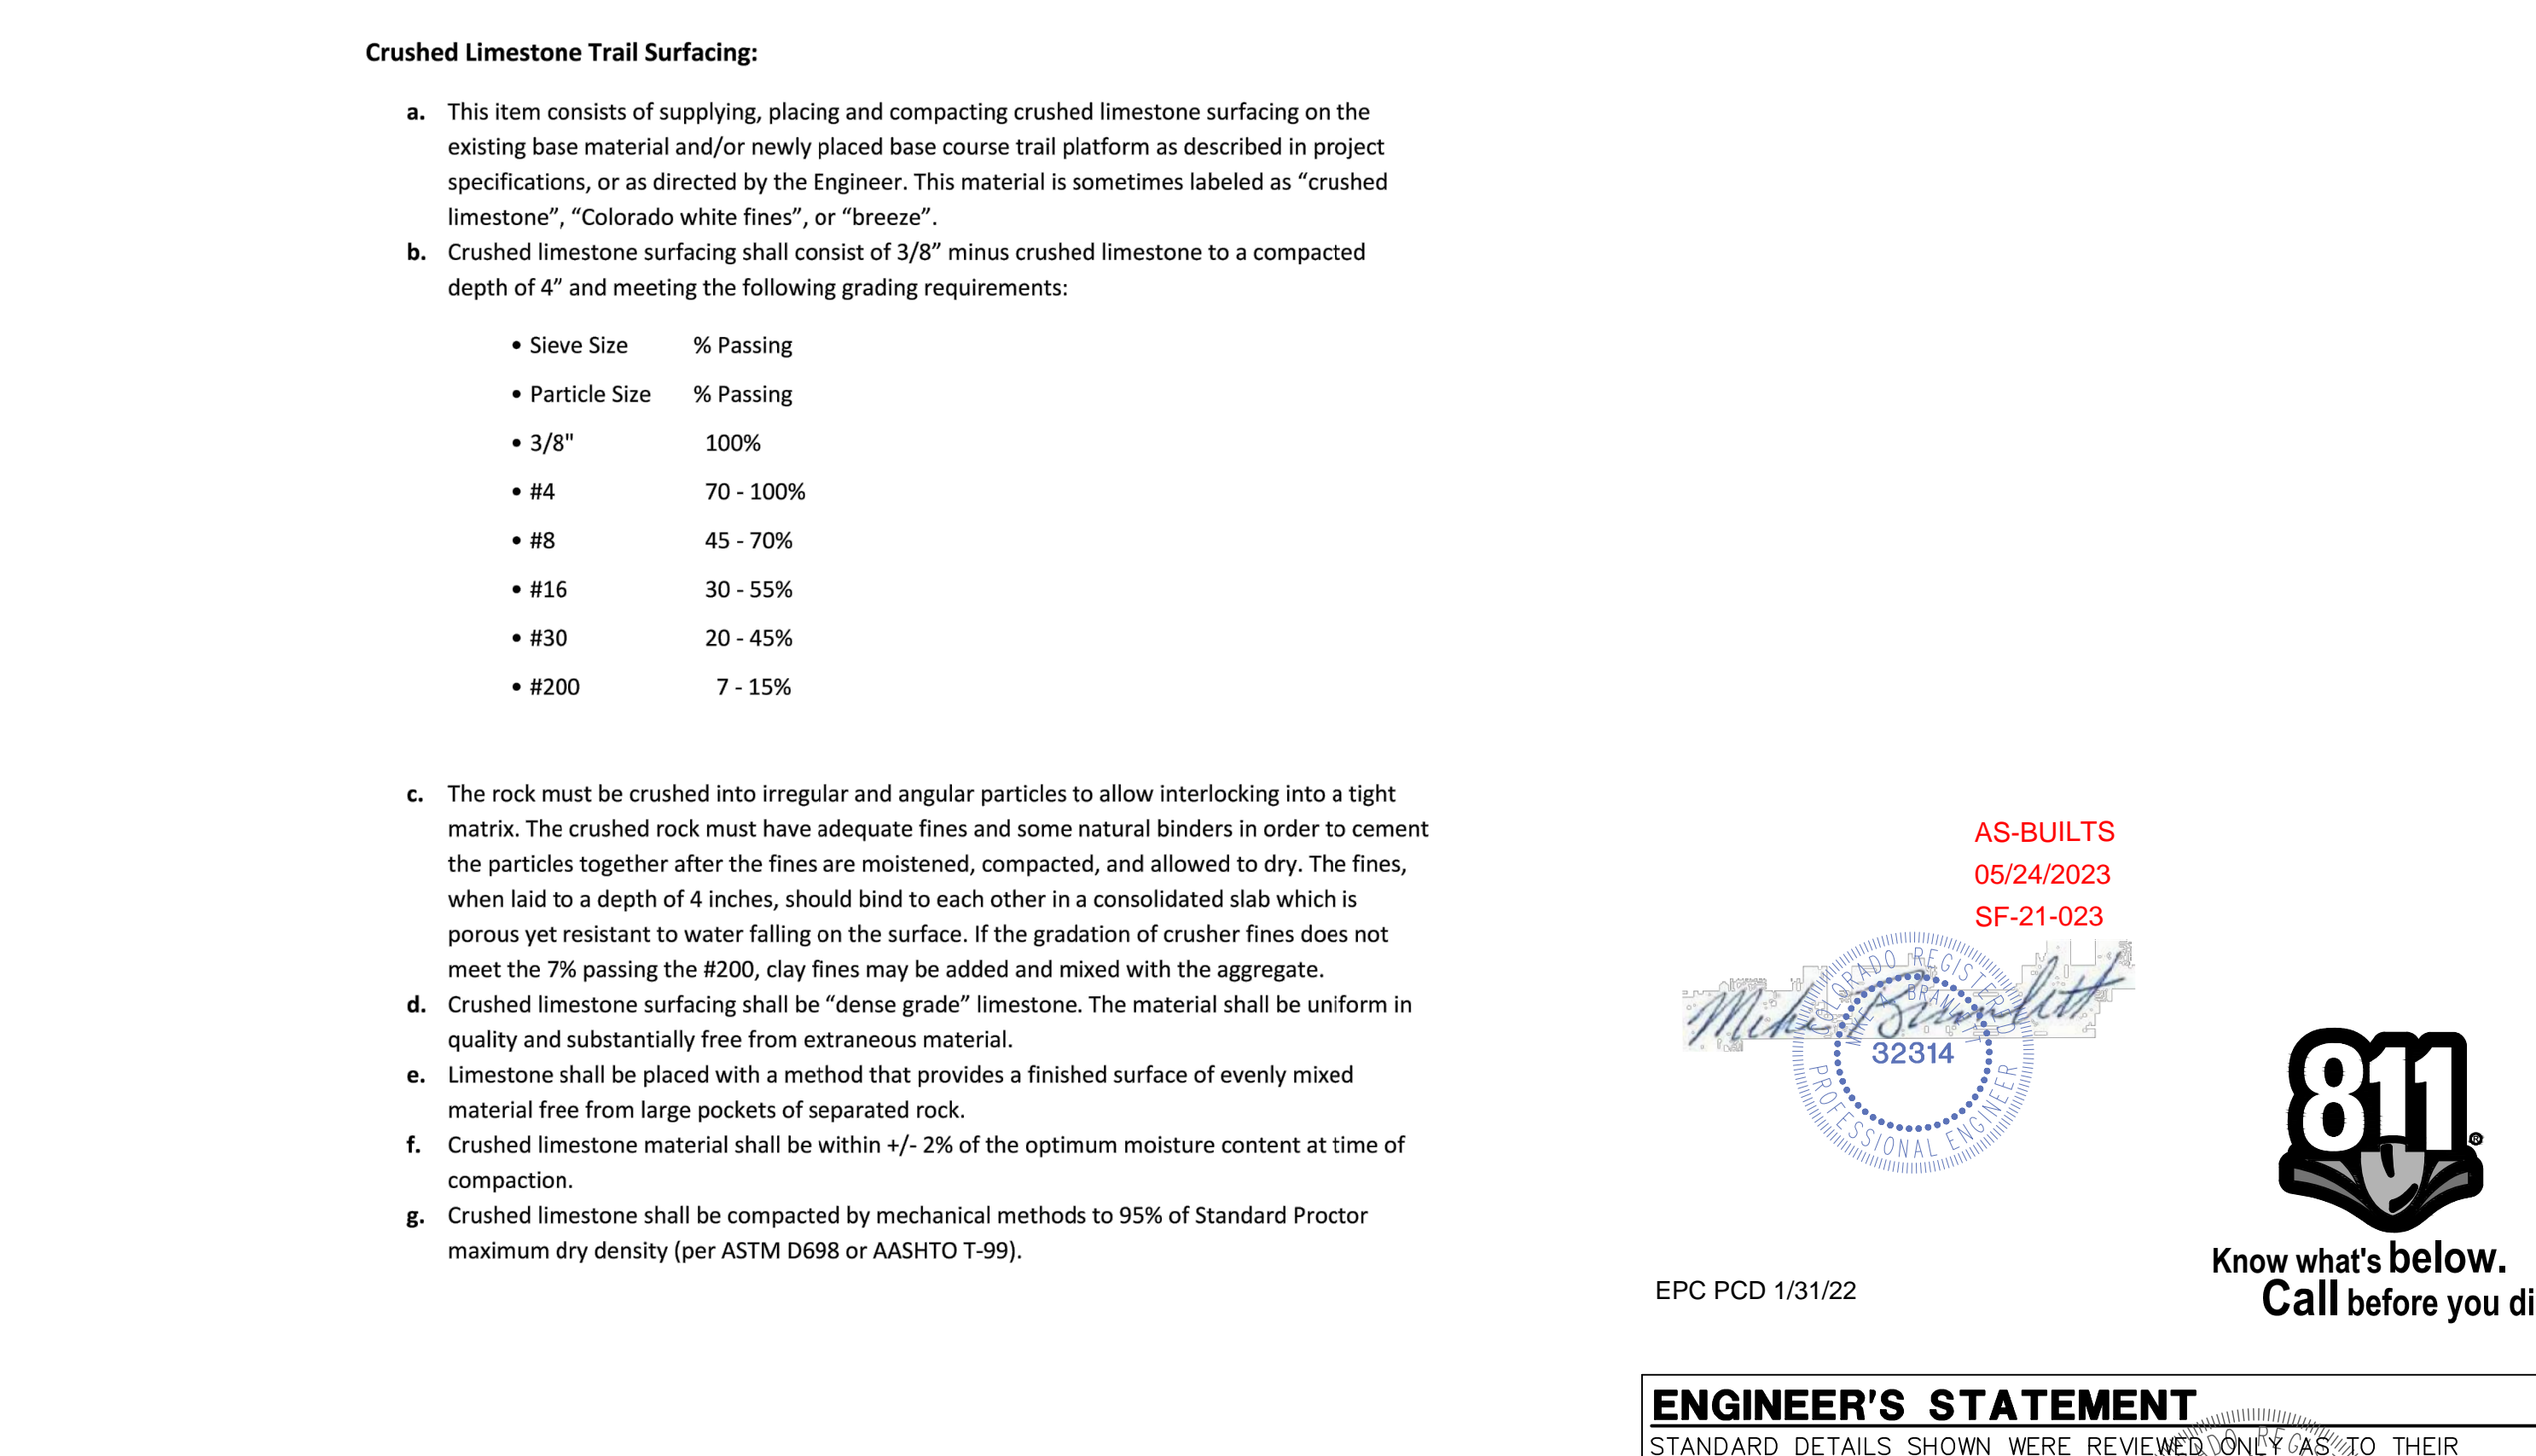 Crushed Limestone Trail Surfacing:
a. This item consists of supplying, placing and compacting crushed limestone surfacing on the
existing base material and/or newly placed base course trail platform as described in project
specifications, or as directed by the Engineer. This material is sometimes labeled as “crushed
limestone”, “Colorado white fines”, or “breeze”.
b. Crushed limestone surfacing shall consist of 3/8” minus crushed limestone to a compacted
depth of 4” and meeting the following grading requirements:
• Sieve Size % Passing
• Particle Size % Passing
• 3/8" 100%
• #4 70 - 100%
• #8 45 - 70%
• #16 30 - 55%
• #30 20 - 45%
• #200 7 - 15%
c. The rock must be crushed into irregular and angular particles to allow interlocking into a tight
matrix. The crushed rock must have adequate fines and some natural binders in order to cement
the particles together after the fines are moistened, compacted, and allowed to dry. The fines,
when laid to a depth of 4 inches, should bind to each other in a consolidated slab which is
porous yet resistant to water falling on the surface. If the gradation of crusher fines does not
meet the 7% passing the #200, clay fines may be added and mixed with the aggregate.
d. Crushed limestone surfacing shall be “dense grade” limestone. The material shall be uniform in
quality and substantially free from extraneous material.
e. Limestone shall be placed with a method that provides a finished surface of evenly mixed
material free from large pockets of separated rock.
f. Crushed limestone material shall be within +/- 2% of the optimum moisture content at time of
compaction.
g. Crushed limestone shall be compacted by mechanical methods to 95% of Standard Proctor
maximum dry density (per ASTM D698 or AASHTO T-99).
AS-BUILTS
05/24/2023
SF-21-023
COLORADO REGISTERED
MIKE BRAMLETT
32314
PROFESSIONAL ENGINEER
Mike Bramlett
811®
Know what's below.
Call before you di
EPC PCD 1/31/22
ENGINEER'S STATEMENT
STANDARD DETAILS SHOWN WERE REVIEWED ONLY AS TO THEIR